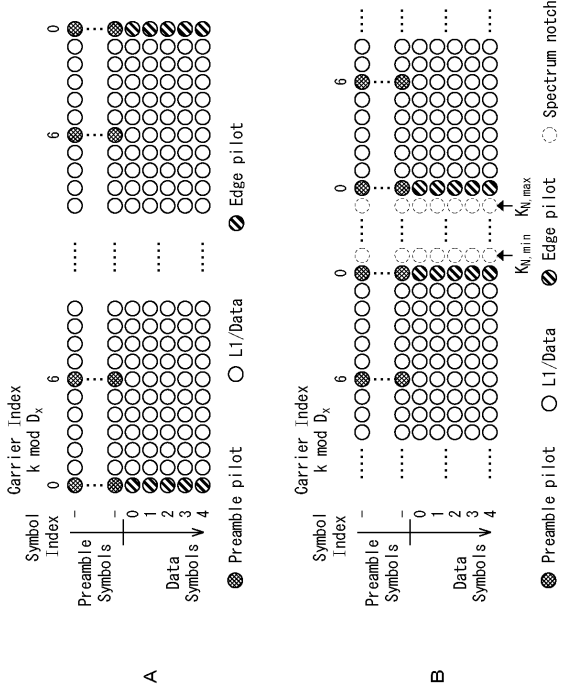 A
Carrier Index
k mod Dx
0
6
6
0
Symbol
Index
Preamble
Symbols
-
-
Data
Symbols
0
1
2
3
4
Preamble pilot
L1/Data
Edge pilot
B
Carrier Index
k mod Dx
6
0
0
6
Symbol
Index
Preamble
Symbols
-
-
Data
Symbols
0
1
2
3
4
KN,min
KN,max
Preamble pilot
L1/Data
Edge pilot
Spectrum notch